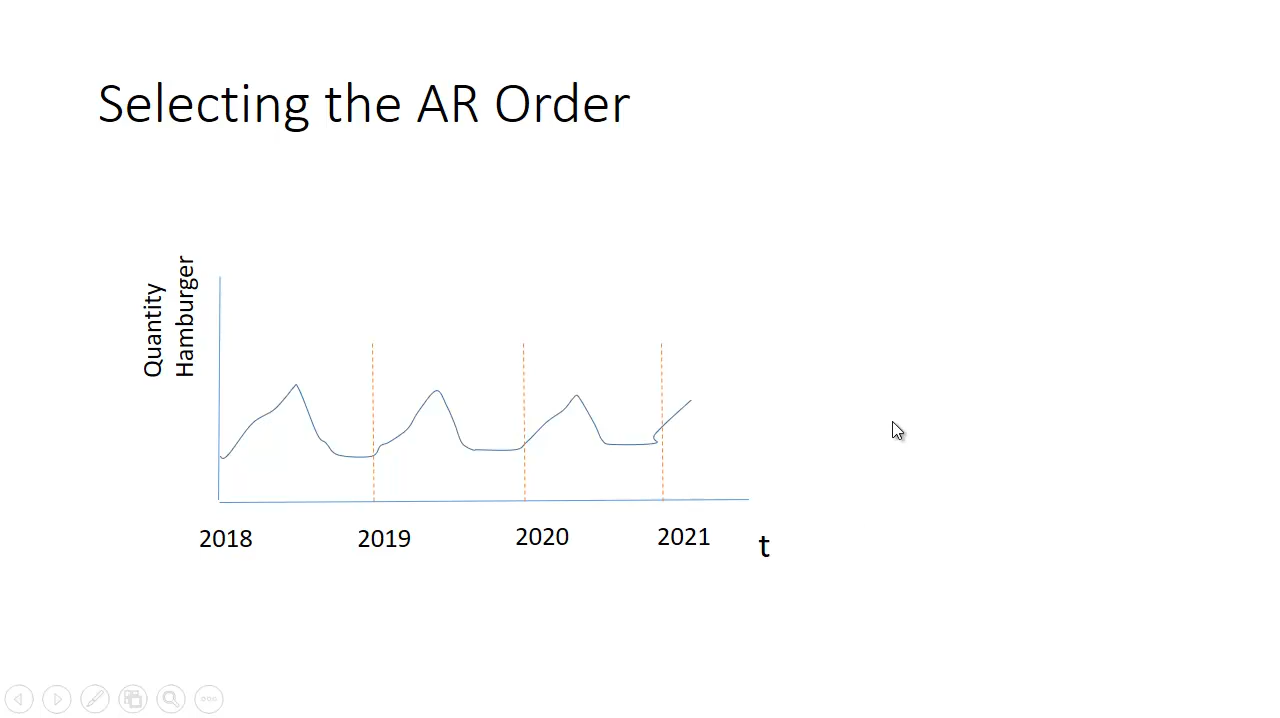 Selecting the AR Order
Quantity
Hamburger
2018
2019
2020
2021
t